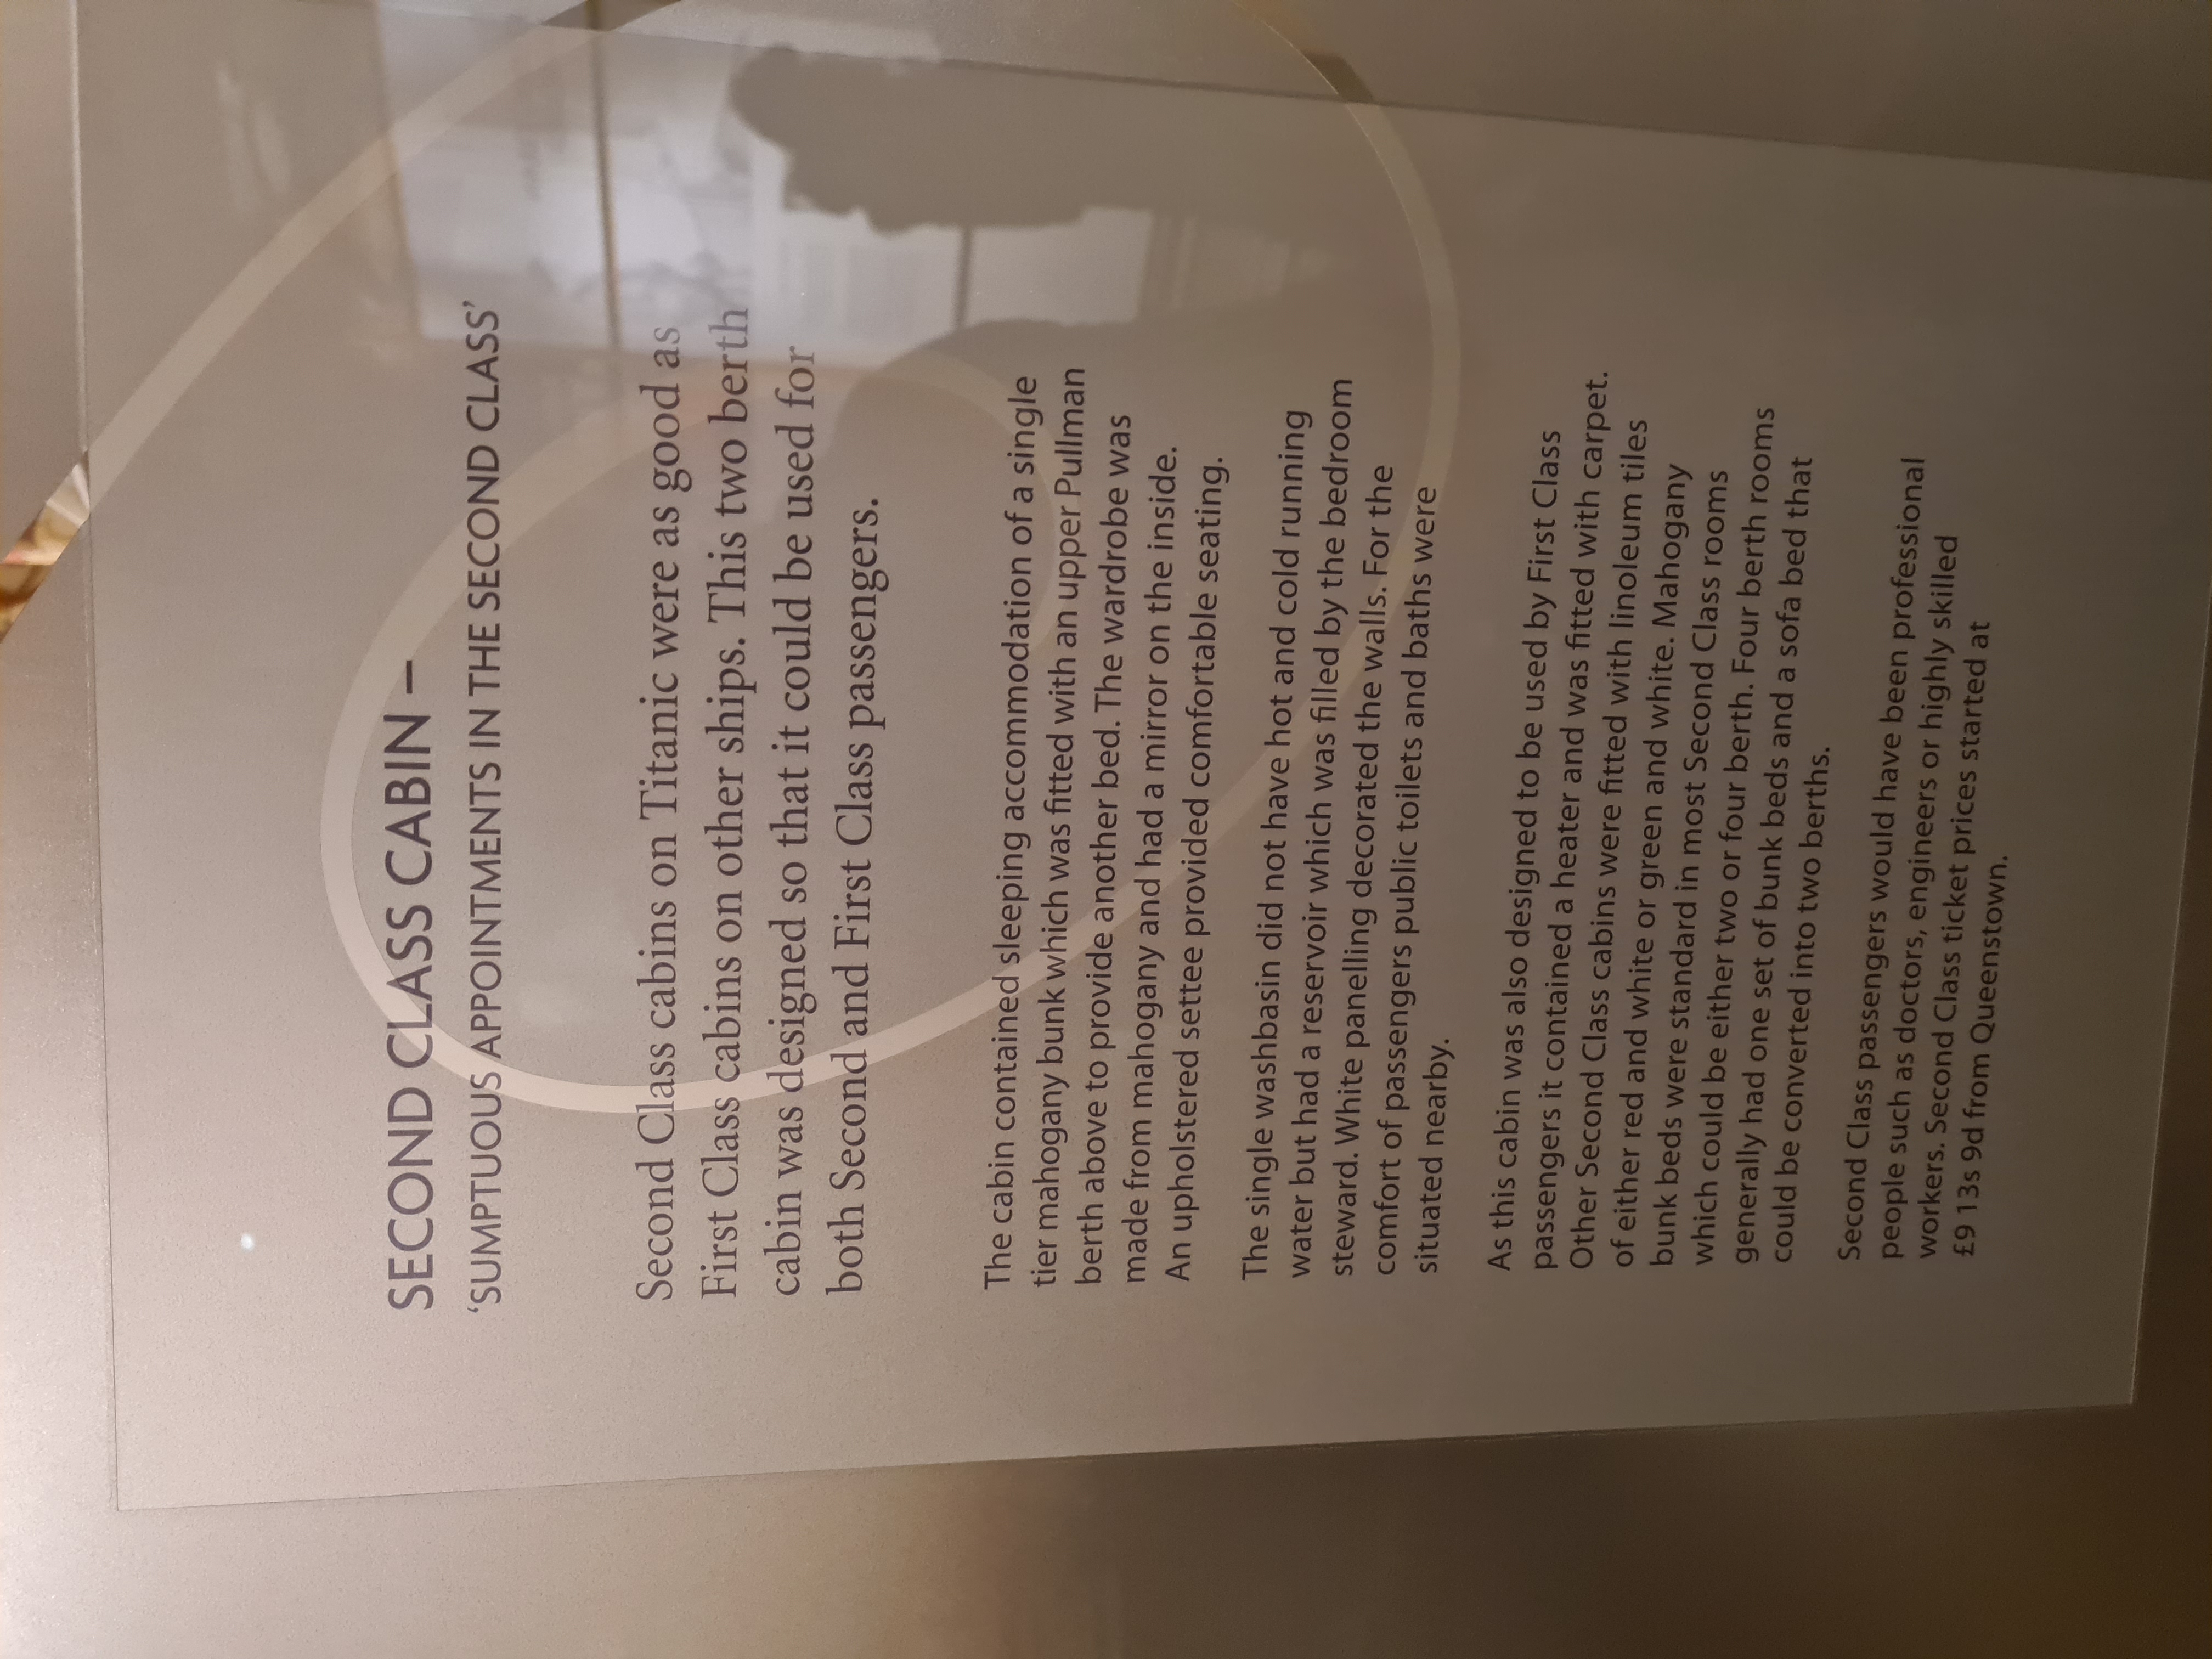 SECOND CLASS CABIN –
‘SUMPTUOUS APPOINTMENTS IN THE SECOND CLASS’
Second Class cabins on Titanic were as good as
First Class cabins on other ships. This two berth
cabin was designed so that it could be used for
both Second and First Class passengers.
The cabin contained sleeping accommodation of a single
tier mahogany bunk which was fitted with an upper Pullman
berth above to provide another bed. The wardrobe was
made from mahogany and had a mirror on the inside.
An upholstered settee provided comfortable seating.
The single washbasin did not have hot and cold running
water but had a reservoir which was filled by the bedroom
steward. White panelling decorated the walls. For the
comfort of passengers public toilets and baths were
situated nearby.
As this cabin was also designed to be used by First Class
passengers it contained a heater and was fitted with carpet.
Other Second Class cabins were fitted with linoleum tiles
of either red and white or green and white. Mahogany
bunk beds were standard in most Second Class rooms
which could be either two or four berth. Four berth rooms
generally had one set of bunk beds and a sofa bed that
could be converted into two berths.
Second Class passengers would have been professional
people such as doctors, engineers or highly skilled
workers. Second Class ticket prices started at
£9 13s 9d from Queenstown.